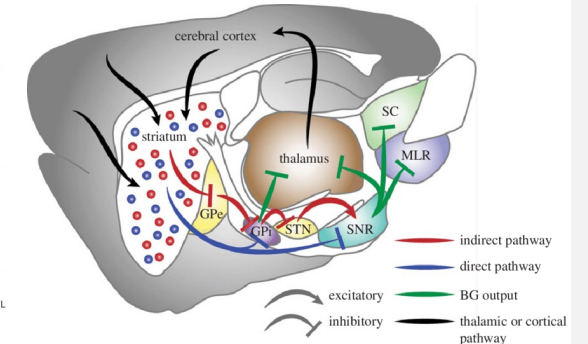 cerebral cortex
striatum
SC
thalamus
MLR
GPe
GPi
STN
SNR
indirect pathway
direct pathway
excitatory
BG output
inhibitory
thalamic or cortical
pathway
L